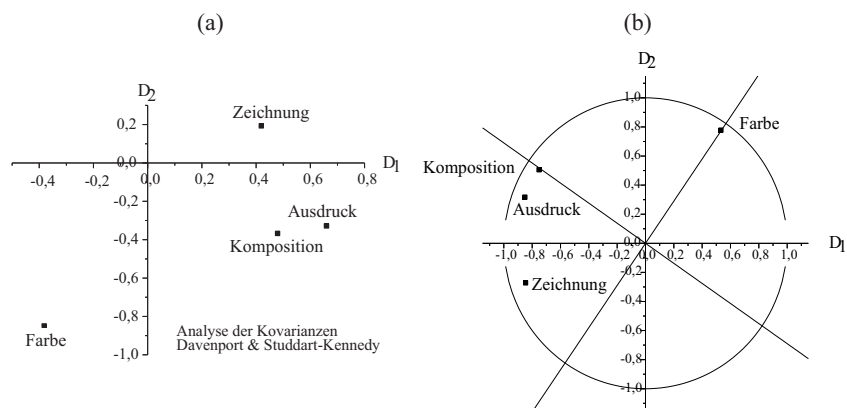 (a)
D2
Zeichnung
0,2
0,0
D1
-0,4
-0,2
0,0
0,2
0,4
0,6
0,8
-0,2
Ausdruck
-0,4
Komposition
-0,6
-0,8
Farbe
Analyse der Kovarianzen
Davenport & Studdart-Kennedy
-1,0
(b)
D2
1,0
Farbe
0,8
0,6
Komposition
0,4
Ausdruck
0,2
0,0
D1
-1,0 -0,8 -0,6 -0,4 -0,2 0,0 0,2 0,4 0,6 0,8 1,0
-0,2
Zeichnung
-0,4
-0,6
-0,8
-1,0